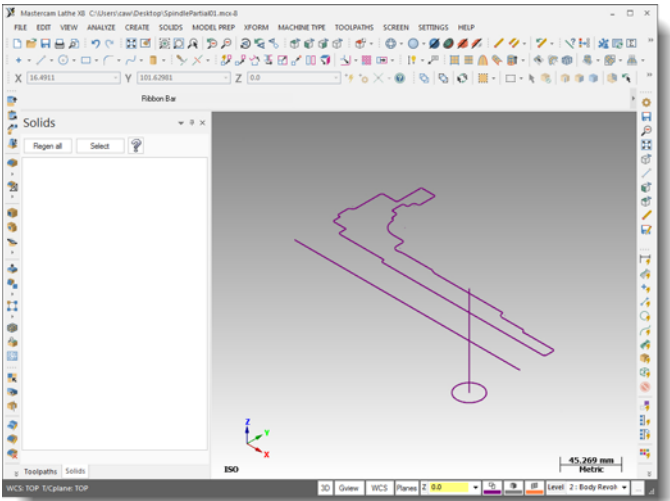 Mastercam Lathe X8 C:\Users\caw\Desktop\SpindlePartial01.mcx-8
FILE EDIT VIEW ANALYZE CREATE SOLIDS MODEL PREP XFORM MACHINE TYPE TOOLPATHS SCREEN SETTINGS HELP
X 16.4911 Y 101.62981 Z 0.0
Ribbon Bar
Solids
Regen all Select
Z
Y
X
ISO
45.269 mm
Metric
Toolpaths Solids
WCS: TOP T/Cplane: TOP
3D Gview WCS Planes Z 0.0 Level 2 : Body Revol